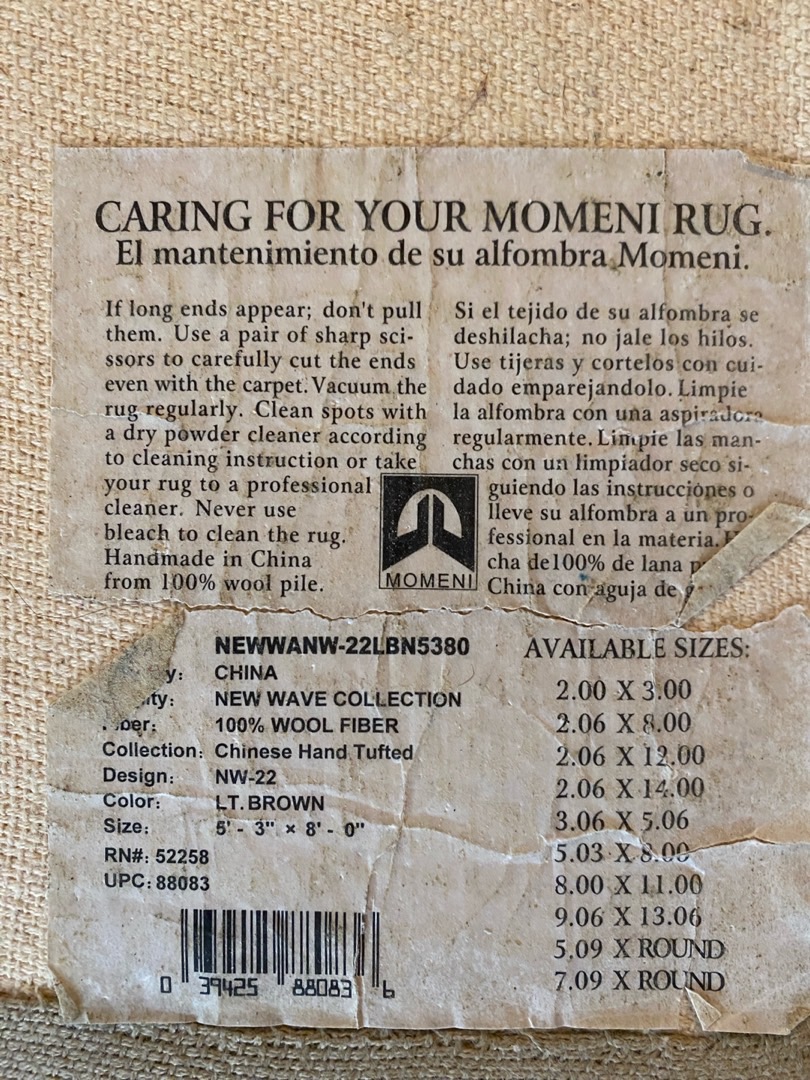 CARING FOR YOUR MOMENI RUG.
El mantenimiento de su alfombra Momeni.
If long ends appear; don't pull
them. Use a pair of sharp sci-
ssors to carefully cut the ends
even with the carpet. Vacuum the
rug regularly. Clean spots with
a dry powder cleaner according
to cleaning instruction or take
your rug to a professional
cleaner. Never use
bleach to clean the rug.
Handmade in China
from 100% wool pile.
Si el tejido de su alfombra se
deshilacha; no jale los hilos.
Use tijeras y cortelos con cui-
dado emparejandolo. Limpie
la alfombra con una aspiradora
regularmente. Limpie las man-
chas con un limpiador seco si-
guiendo las instrucciones o
lleve su alfombra a un pro-
fessional en la materia.
cha de100% de lana
China con aguja de
MOMENI
NEWWANW-22LBN5380
CHINA
NEW WAVE COLLECTION
100% WOOL FIBER
Collection: Chinese Hand Tufted
Design: NW-22
Color: LT. BROWN
Size: 5' - 3" × 8' - 0"
RN#: 52258
UPC: 88083
0 39425 88083 6
AVAILABLE SIZES:
2.00 X 3.00
2.06 X 8.00
2.06 X 12.00
2.06 X 14.00
3.06 X 5.06
5.03 X 8.00
8.00 X 11.00
9.06 X 13.06
5.09 X ROUND
7.09 X ROUND